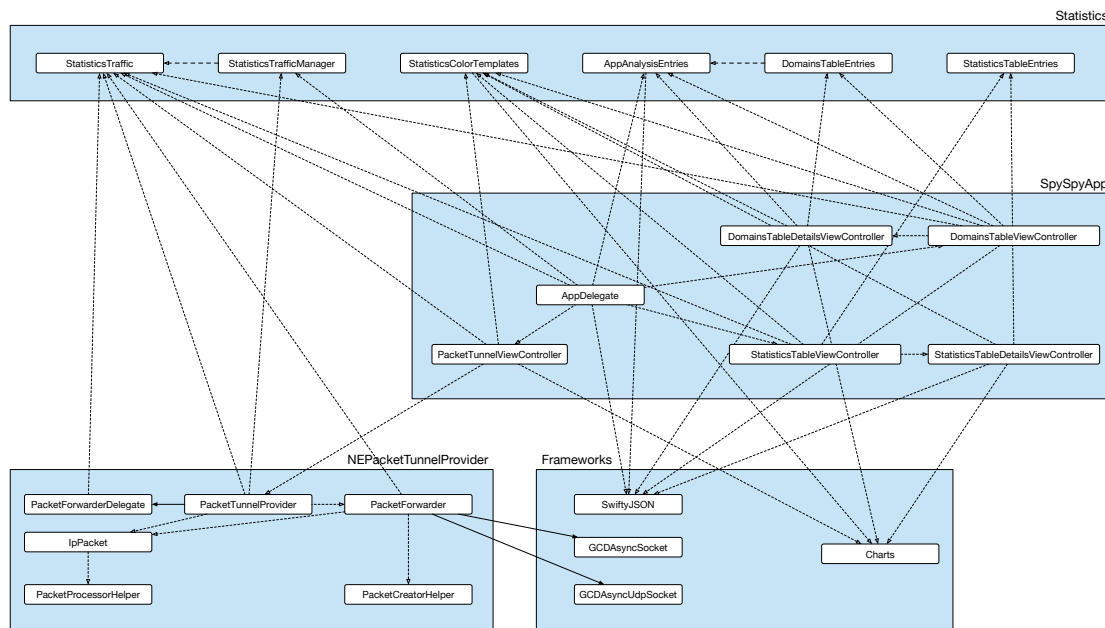 Statistics
StatisticsTraffic
StatisticsTrafficManager
StatisticsColorTemplates
AppAnalysisEntries
DomainsTableEntries
StatisticsTableEntries
SpySpyApp
DomainsTableDetailsViewController
DomainsTableViewController
AppDelegate
PacketTunnelViewController
StatisticsTableViewController
StatisticsTableDetailsViewController
NEPacketTunnelProvider
Frameworks
PacketForwarderDelegate
PacketTunnelProvider
PacketForwarder
SwiftyJSON
IpPacket
GCDAsyncSocket
Charts
PacketProcessorHelper
PacketCreatorHelper
GCDAsyncUdpSocket